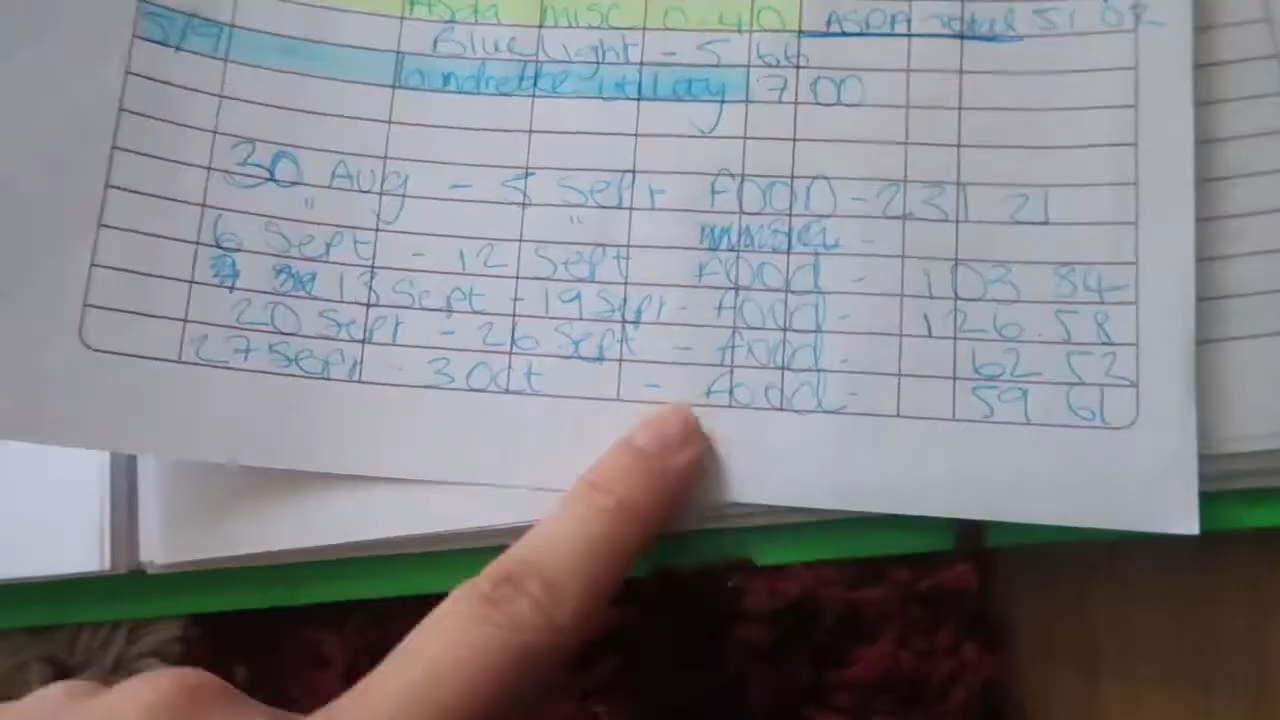 Asda misc 0.40 ASDA total 51 02
5/9 Blue light - 5 66
laundrette 7 00
30 Aug - 5 Sept FOOD - 231 21
" "
6 Sept - 12 Sept Food - 103 84
13 Sept - 19 Sept - food - 126.58
20 Sept - 26 Sept - food - 62 52
27 Sept - 3 Oct - food - 59 61